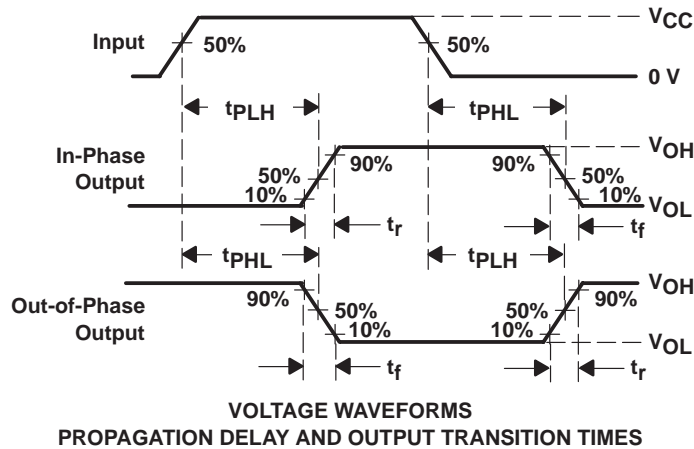 Input
50%
50%
VCC
0 V
tPLH
tPHL
In-Phase
Output
50%
10%
90%
90%
50%
10%
VOH
VOL
tr
tf
tPHL
tPLH
Out-of-Phase
Output
90%
50%
10%
50%
10%
90%
VOH
VOL
tf
tr
VOLTAGE WAVEFORMS
PROPAGATION DELAY AND OUTPUT TRANSITION TIMES